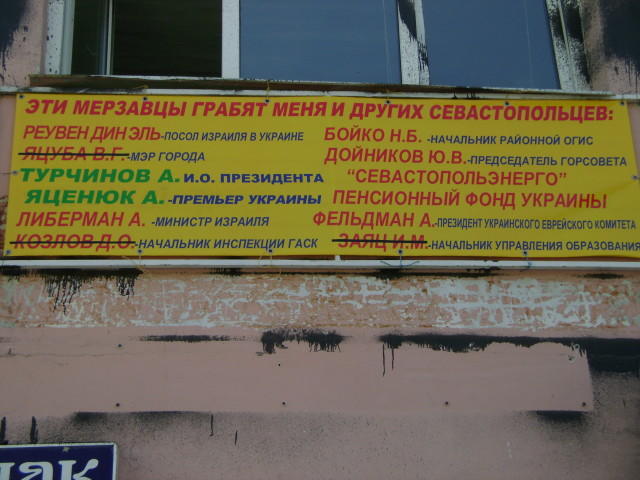 ЭТИ МЕРЗАВЦЫ ГРАБЯТ МЕНЯ И ДРУГИХ СЕВАСТОПОЛЬЦЕВ:
РЕУВЕН ДИН ЭЛЬ-ПОСОЛ ИЗРАИЛЯ В УКРАИНЕ
ЯЦУБА В.Г.-МЭР ГОРОДА
ТУРЧИНОВ А. И.О. ПРЕЗИДЕНТА
ЯЦЕНЮК А.-ПРЕМЬЕР УКРАИНЫ
ЛИБЕРМАН А. -МИНИСТР ИЗРАИЛЯ
КОЗЛОВ Д.О.-НАЧАЛЬНИК ИНСПЕКЦИИ ГАСК
БОЙКО Н.Б. -НАЧАЛЬНИК РАЙОННОЙ ОГИС
ДОЙНИКОВ Ю.В.-ПРЕДСЕДАТЕЛЬ ГОРСОВЕТА
"СЕВАСТОПОЛЬЭНЕРГО"
ПЕНСИОННЫЙ ФОНД УКРАИНЫ
ФЕЛЬДМАН А.-ПРЕЗИДЕНТ УКРАИНСКОГО ЕВРЕЙСКОГО КОМИТЕТА
ЗАЯЦ И.М.-НАЧАЛЬНИК УПРАВЛЕНИЯ ОБРАЗОВАНИЯ